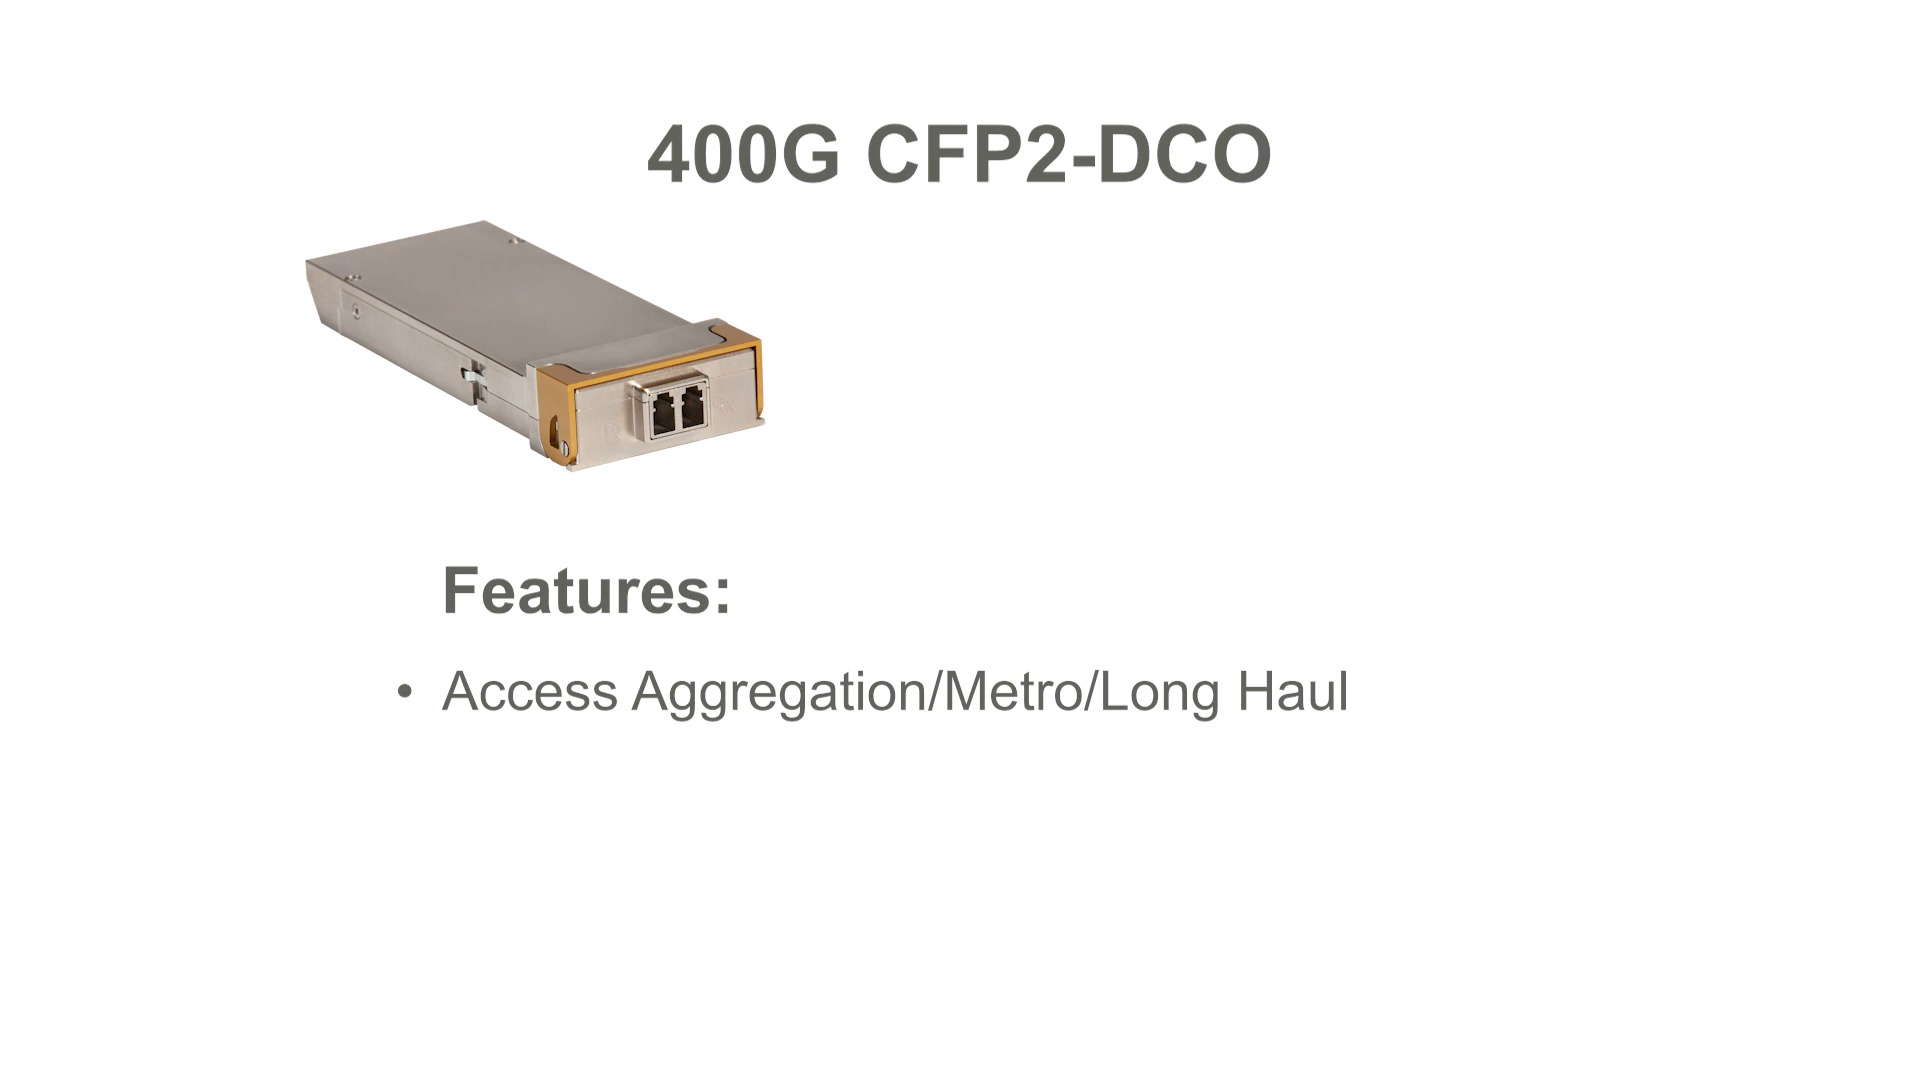 400G CFP2-DCO
Features:
• Access Aggregation/Metro/Long Haul